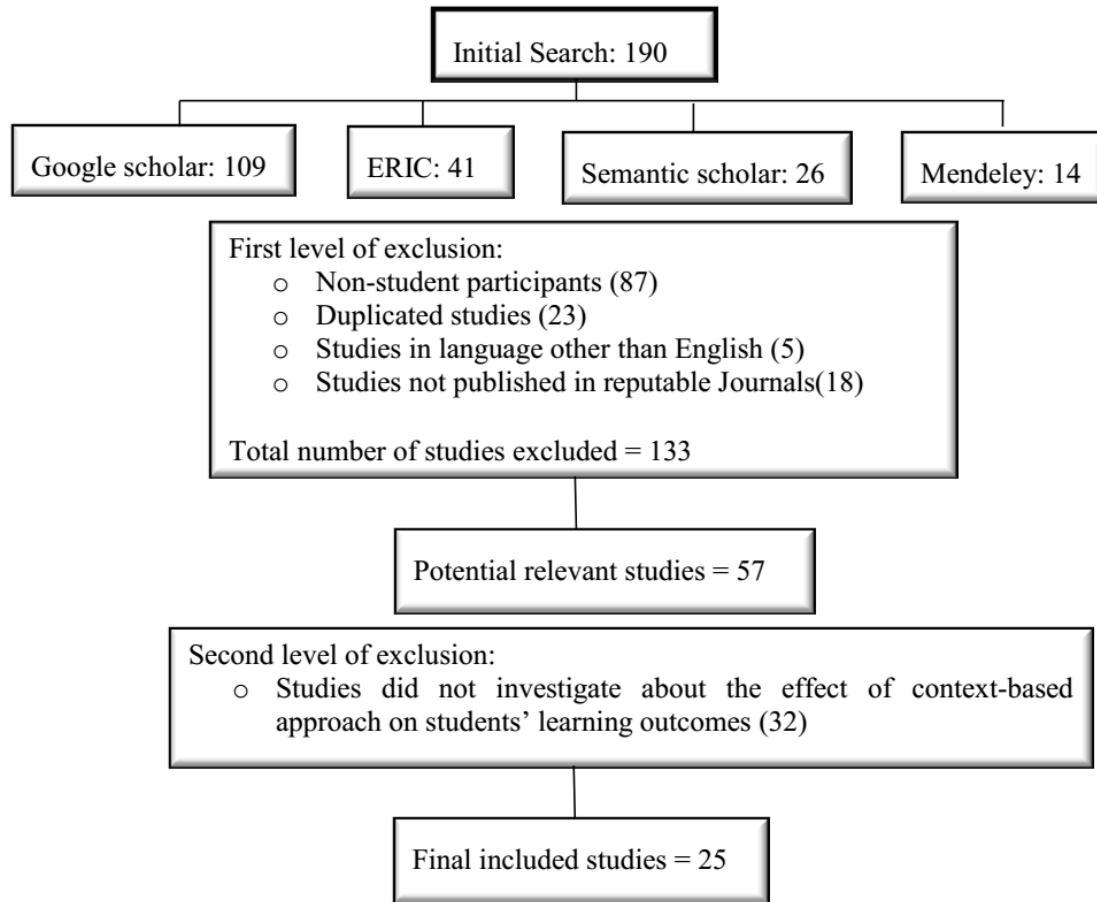 Initial Search: 190
Google scholar: 109
ERIC: 41
Semantic scholar: 26
Mendeley: 14
First level of exclusion:
o Non-student participants (87)
o Duplicated studies (23)
o Studies in language other than English (5)
o Studies not published in reputable Journals(18)
Total number of studies excluded = 133
Potential relevant studies = 57
Second level of exclusion:
o Studies did not investigate about the effect of context-based
approach on students’ learning outcomes (32)
Final included studies = 25